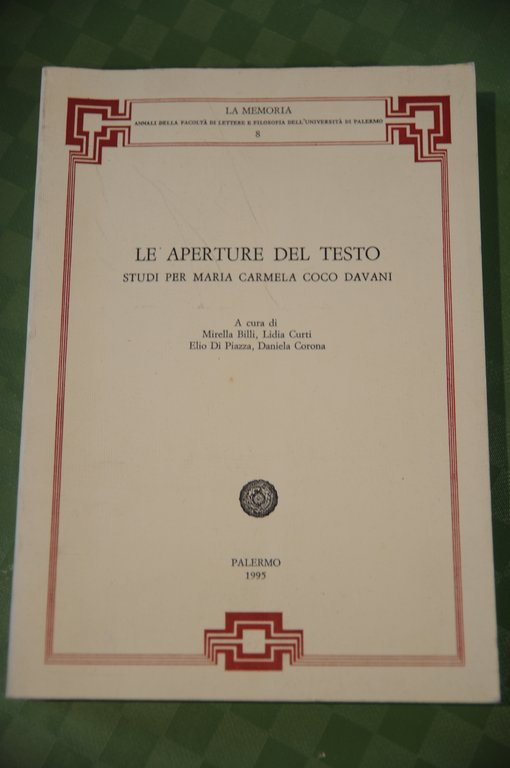 LA MEMORIA
ANNALI DELLA FACOLTÀ DI LETTERE E FILOSOFIA DELL'UNIVERSITÀ DI PALERMO
8
LE APERTURE DEL TESTO
STUDI PER MARIA CARMELA COCO DAVANI
A cura di
Mirella Billi, Lidia Curti
Elio Di Piazza, Daniela Corona
PALERMO
1995